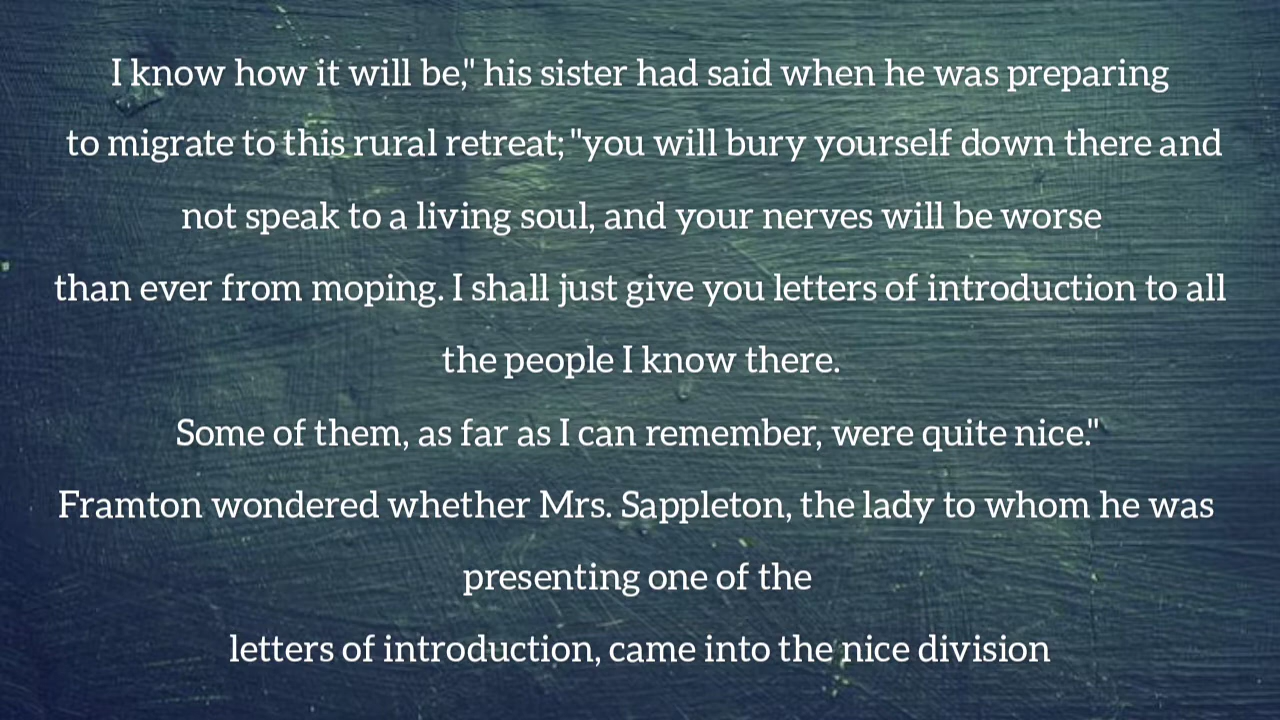 I know how it will be," his sister had said when he was preparing
to migrate to this rural retreat; "you will bury yourself down there and
not speak to a living soul, and your nerves will be worse
than ever from moping. I shall just give you letters of introduction to all
the people I know there.
Some of them, as far as I can remember, were quite nice."
Framton wondered whether Mrs. Sappleton, the lady to whom he was
presenting one of the
letters of introduction, came into the nice division